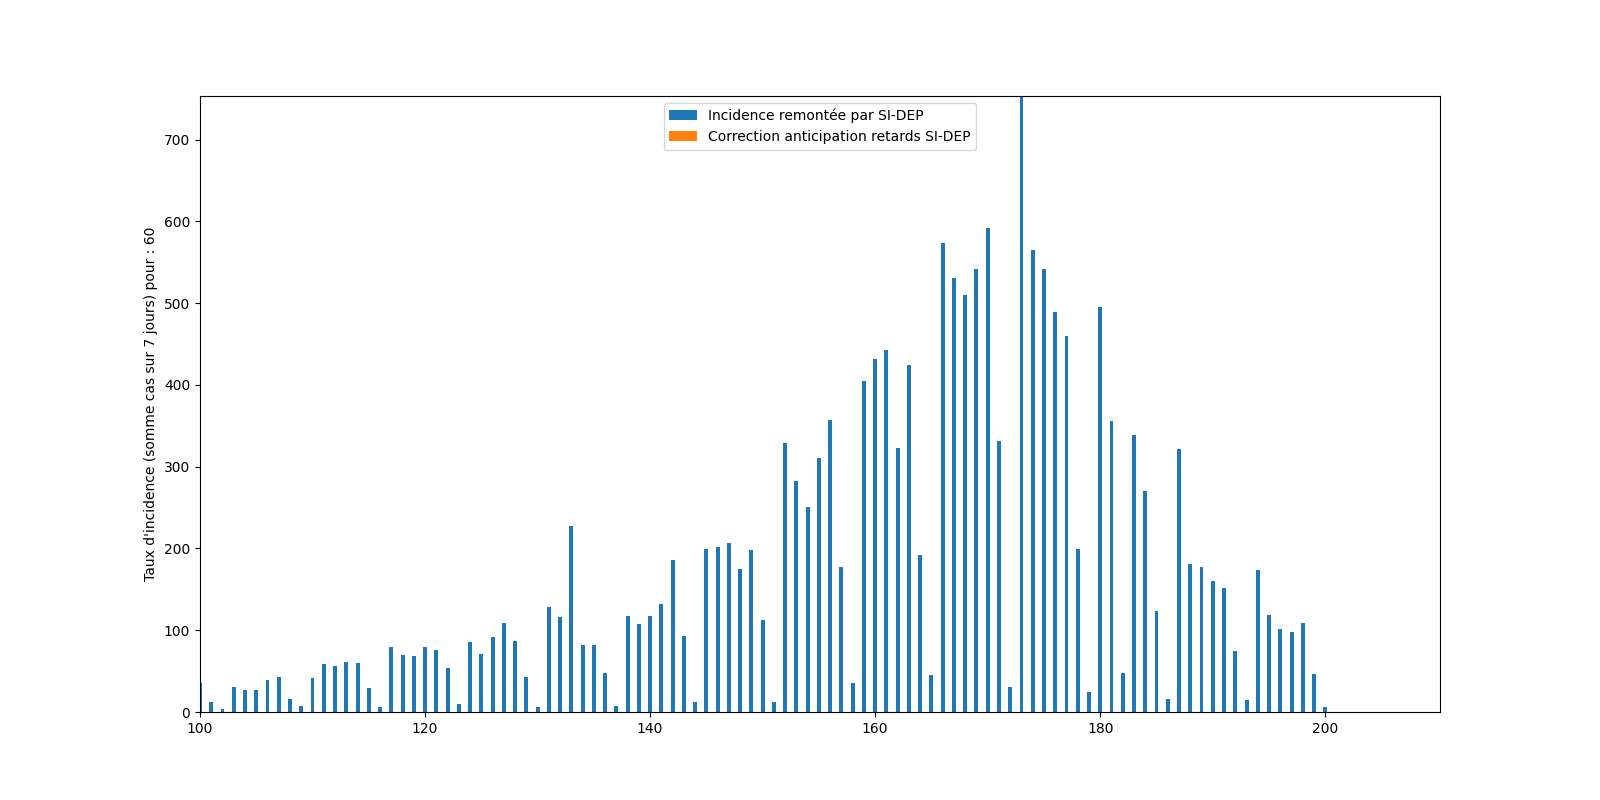 Incidence remontée par SI-DEP
Correction anticipation retards SI-DEP
Taux d'incidence (somme cas sur 7 jours) pour : 60
700
600
500
400
300
200
100
0
100 120 140 160 180 200